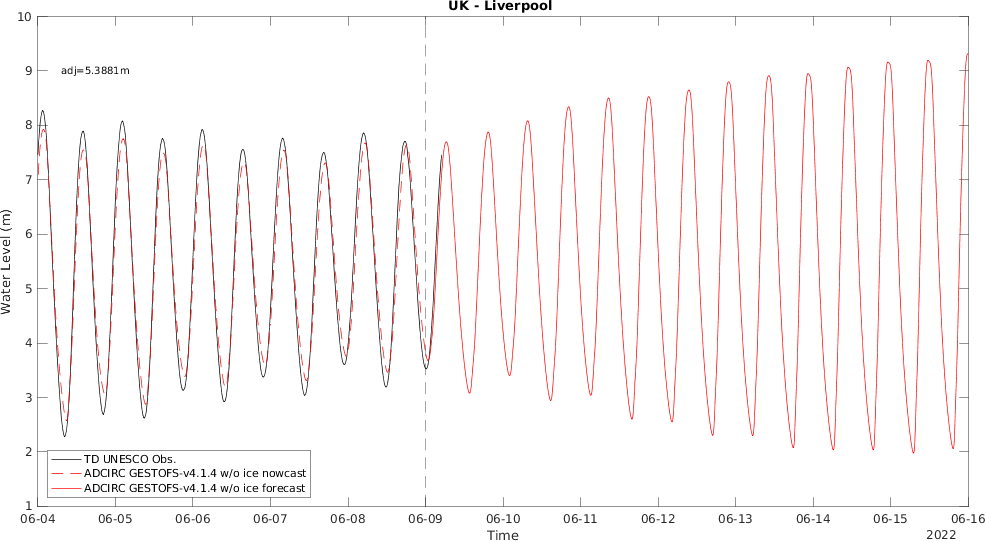 UK - Liverpool
10
9
8
7
6
5
4
3
2
1
Water Level (m)
adj=5.3881m
TD UNESCO Obs.
ADCIRC GESTOFS-v4.1.4 w/o ice nowcast
ADCIRC GESTOFS-v4.1.4 w/o ice forecast
06-04 06-05 06-06 06-07 06-08 06-09 06-10 06-11 06-12 06-13 06-14 06-15 06-16
Time
2022